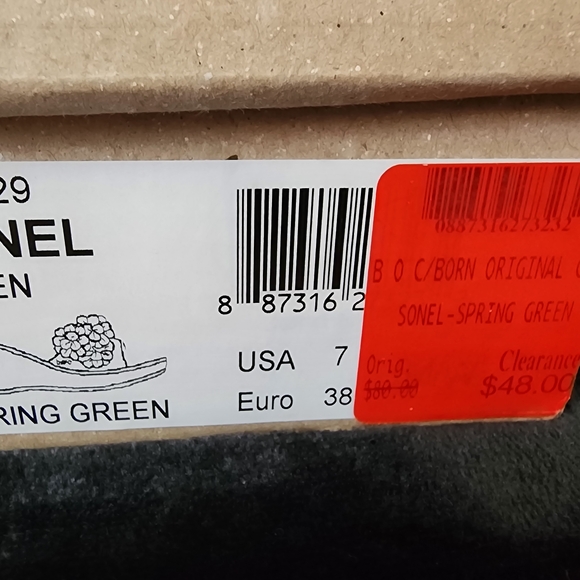 29
NEL
EN
RING GREEN
8 87316 2
USA 7
Euro 38
0887316273232
B O C/BORN ORIGINAL
SONEL-SPRING GREEN
Orig. Clearance
$80.00 $48.00